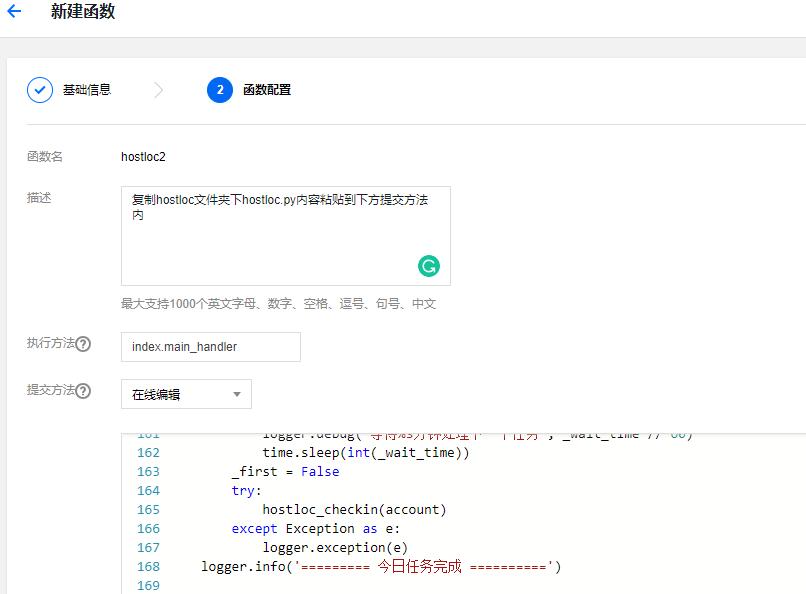 新建函数
基础信息
2 函数配置
函数名 hostloc2
描述 复制hostloc文件夹下hostloc.py内容粘贴到下方提交方法
内
最大支持1000个英文字母、数字、空格、逗号、句号、中文
执行方法 ? index.main_handler
提交方法 ? 在线编辑
162 time.sleep(int(_wait_time))
163 _first = False
164 try:
165 hostloc_checkin(account)
166 except Exception as e:
167 logger.exception(e)
168 logger.info('========= 今日任务完成 ==========')
169